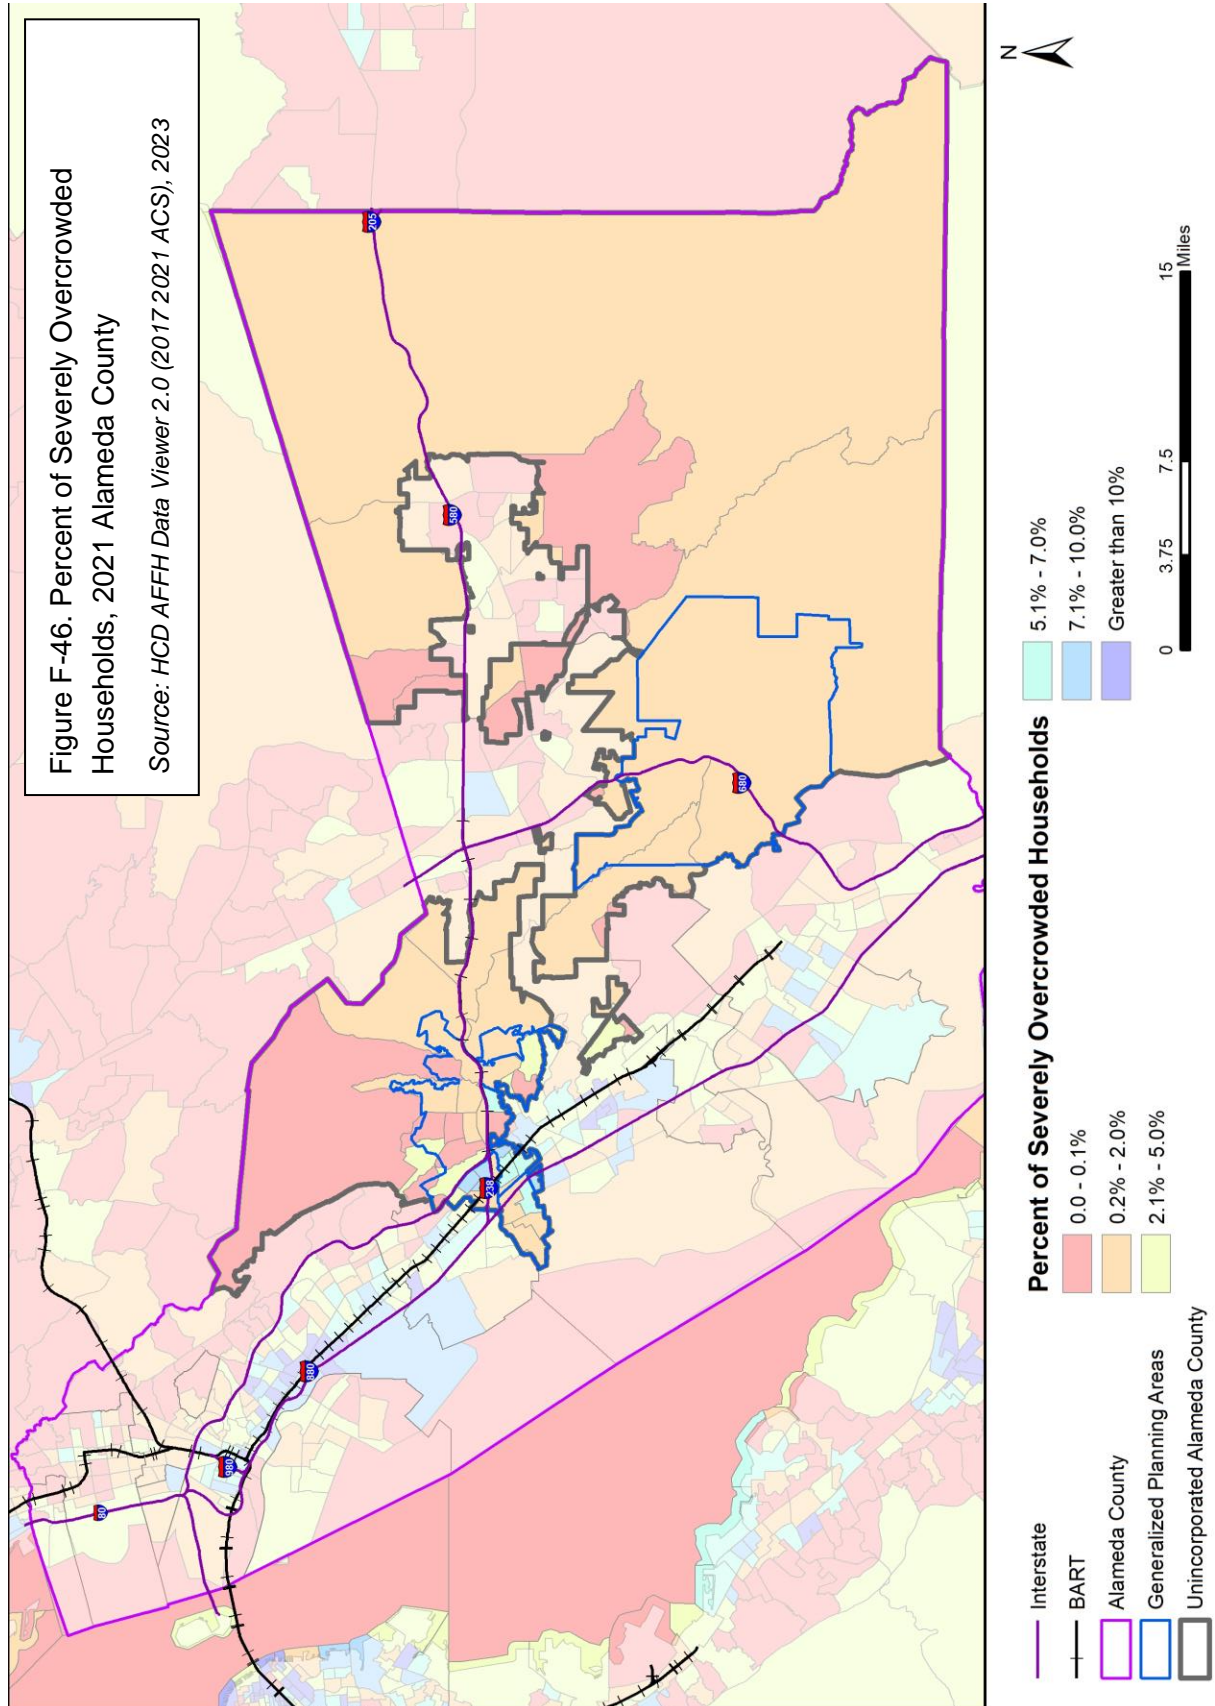 Figure F-46. Percent of Severely Overcrowded
Households, 2021 Alameda County
Source: HCD AFFH Data Viewer 2.0 (2017 2021 ACS), 2023
80
980
880
238
580
680
205
N
Interstate
BART
Alameda County
Generalized Planning Areas
Unincorporated Alameda County
Percent of Severely Overcrowded Households
0.0 - 0.1%
0.2% - 2.0%
2.1% - 5.0%
5.1% - 7.0%
7.1% - 10.0%
Greater than 10%
0 3.75 7.5 15
Miles